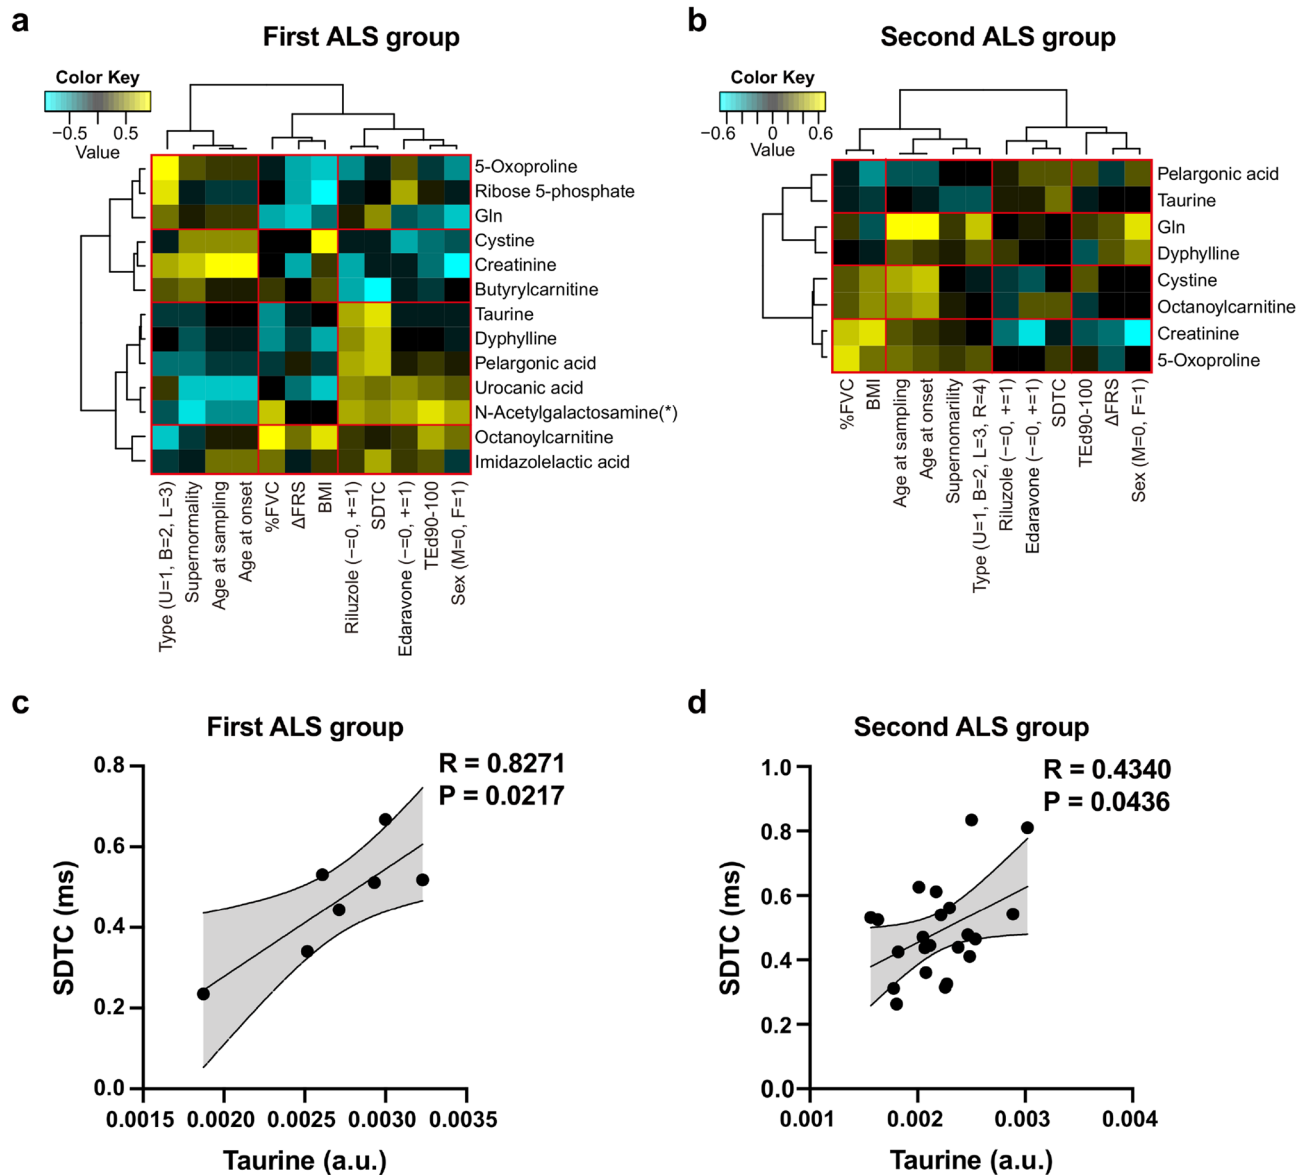 a
First ALS group
Color Key
−0.5 0.5
Value
5-Oxoproline
Ribose 5-phosphate
Gln
Cystine
Creatinine
Butyrylcarnitine
Taurine
Dyphylline
Pelargonic acid
Urocanic acid
N-Acetylgalactosamine(*)
Octanoylcarnitine
Imidazolelactic acid
Type (U=1, B=2, L=3)
Supernormality
Age at sampling
Age at onset
%FVC
ΔFRS
BMI
Riluzole (−=0, +=1)
SDTC
Edaravone (−=0, +=1)
TEd90-100
Sex (M=0, F=1)
b
Second ALS group
Color Key
−0.6 0 0.6
Value
Pelargonic acid
Taurine
Gln
Dyphylline
Cystine
Octanoylcarnitine
Creatinine
5-Oxoproline
%FVC
BMI
Age at sampling
Age at onset
Supernomarility
Type (U=1, B=2, L=3, R=4)
Riluzole (−=0, +=1)
Edaravone (−=0, +=1)
SDTC
TEd90-100
ΔFRS
Sex (M=0, F=1)
c
First ALS group
R = 0.8271
P = 0.0217
0.8
0.6
0.4
0.2
0.0
SDTC (ms)
0.0015 0.0020 0.0025 0.0030 0.0035
Taurine (a.u.)
d
Second ALS group
R = 0.4340
P = 0.0436
1.0
0.8
0.6
0.4
0.2
0.0
SDTC (ms)
0.001 0.002 0.003 0.004
Taurine (a.u.)